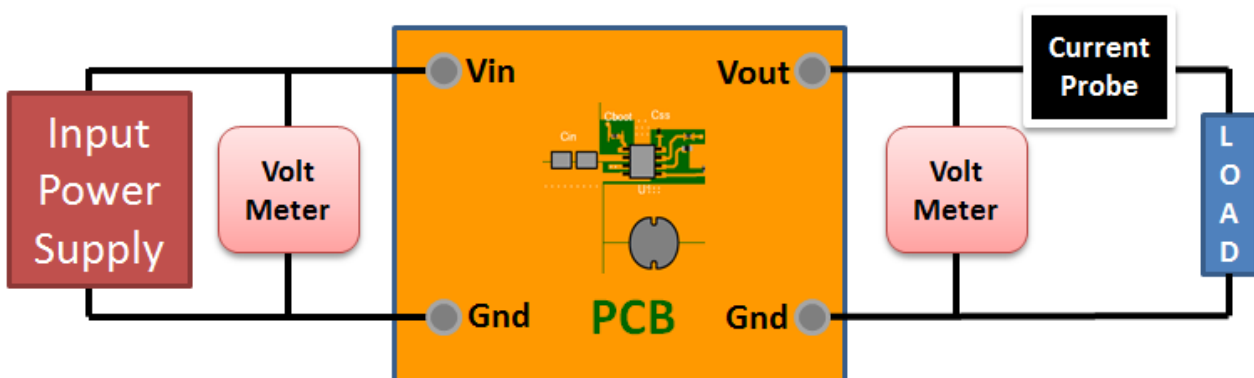 Input
Power
Supply
Volt
Meter
Vin
Gnd
Cin
Cboot
Css
U1::
PCB
Vout
Gnd
Volt
Meter
Current
Probe
L
O
A
D